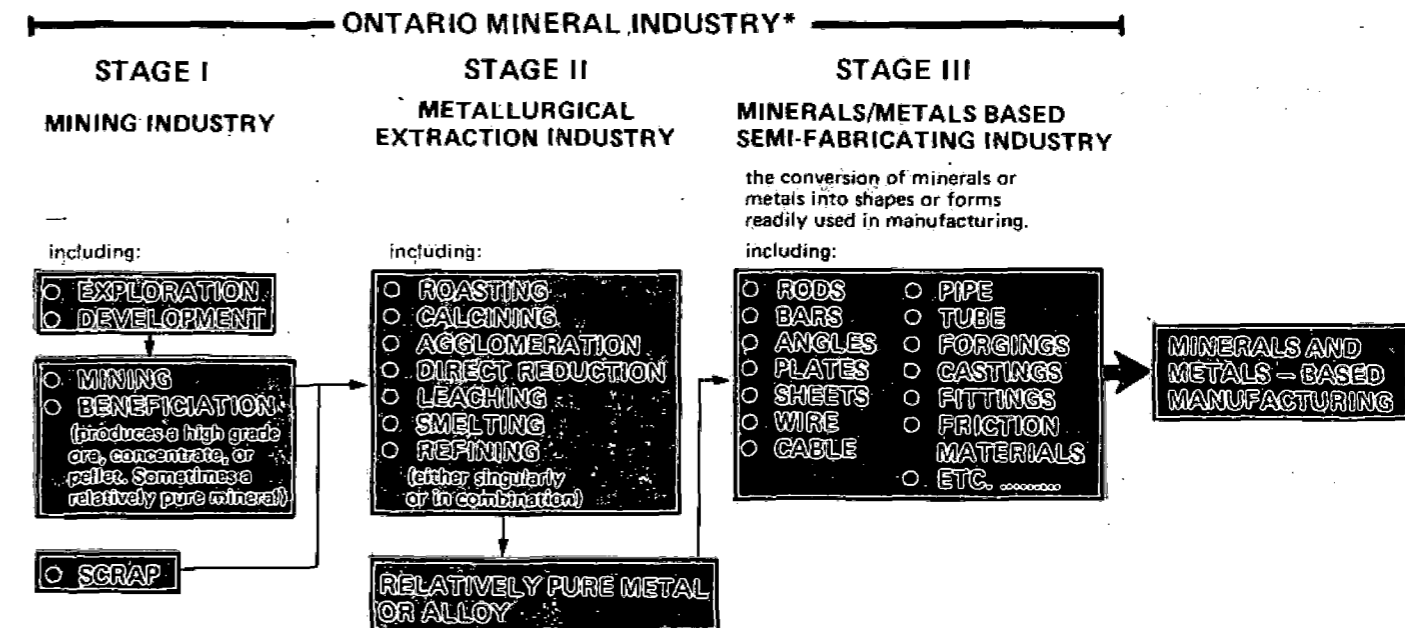 ONTARIO MINERAL INDUSTRY*
STAGE I
MINING INDUSTRY
including:
○ EXPLORATION
○ DEVELOPMENT
○ MINING
○ BENEFICIATION
(produces a high grade
ore, concentrate, or
pellet. Sometimes a
relatively pure mineral)
○ SCRAP
STAGE II
METALLURGICAL
EXTRACTION INDUSTRY
including:
○ ROASTING
○ CALCINING
○ AGGLOMERATION
○ DIRECT REDUCTION
○ LEACHING
○ SMELTING
○ REFINING
(either singularly
or in combination)
RELATIVELY PURE METAL
OR ALLOY
STAGE III
MINERALS/METALS BASED
SEMI-FABRICATING INDUSTRY
the conversion of minerals or
metals into shapes or forms
readily used in manufacturing.
including:
○ RODS
○ BARS
○ ANGLES
○ PLATES
○ SHEETS
○ WIRE
○ CABLE
○ PIPE
○ TUBE
○ FORGINGS
○ CASTINGS
○ FITTINGS
○ FRICTION
MATERIALS
○ ETC. ..........
MINERALS AND
METALS – BASED
MANUFACTURING